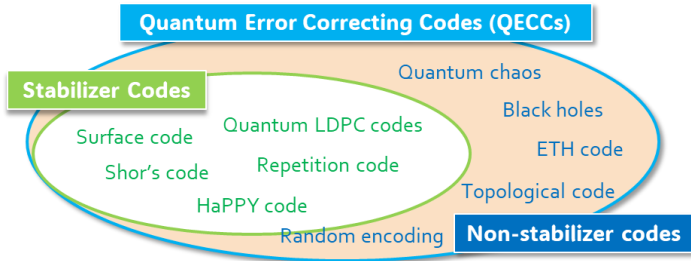 Quantum Error Correcting Codes (QECCs)
Quantum chaos
Stabilizer Codes
Black holes
Quantum LDPC codes
Surface code
ETH code
Repetition code
Shor's code
Topological code
HaPPY code
Random encoding
Non-stabilizer codes